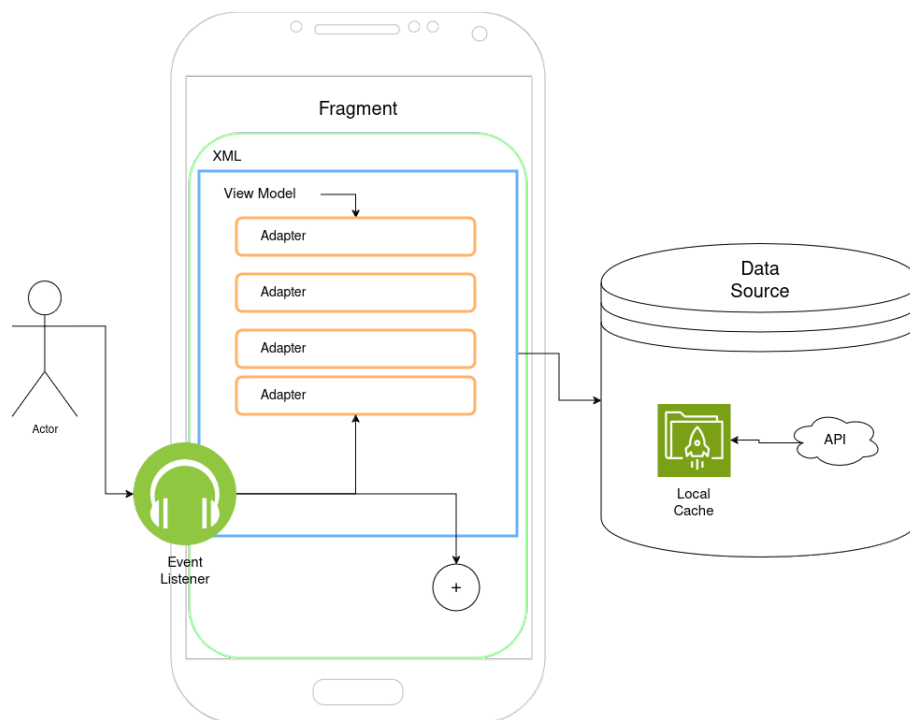 Fragment
XML
View Model
Adapter
Adapter
Adapter
Adapter
Actor
Event
Listener
+
Data
Source
Local
Cache
API